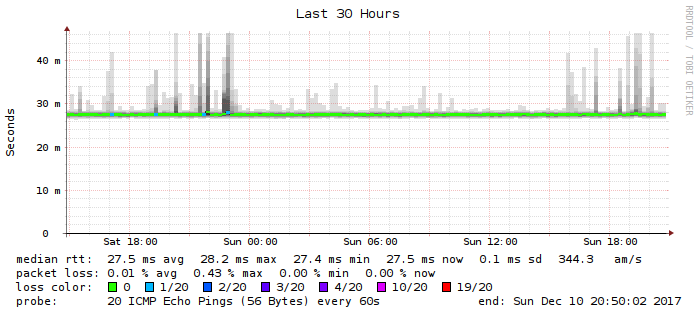 Last 30 Hours
RRDTOOL / TOBI OETIKER
Seconds
40 m
30 m
20 m
10 m
0
Sat 18:00 Sun 00:00 Sun 06:00 Sun 12:00 Sun 18:00
median rtt: 27.5 ms avg 28.2 ms max 27.4 ms min 27.5 ms now 0.1 ms sd 344.3 am/s
packet loss: 0.01 % avg 0.43 % max 0.00 % min 0.00 % now
loss color: 0 1/20 2/20 3/20 4/20 10/20 19/20
probe: 20 ICMP Echo Pings (56 Bytes) every 60s end: Sun Dec 10 20:50:02 2017